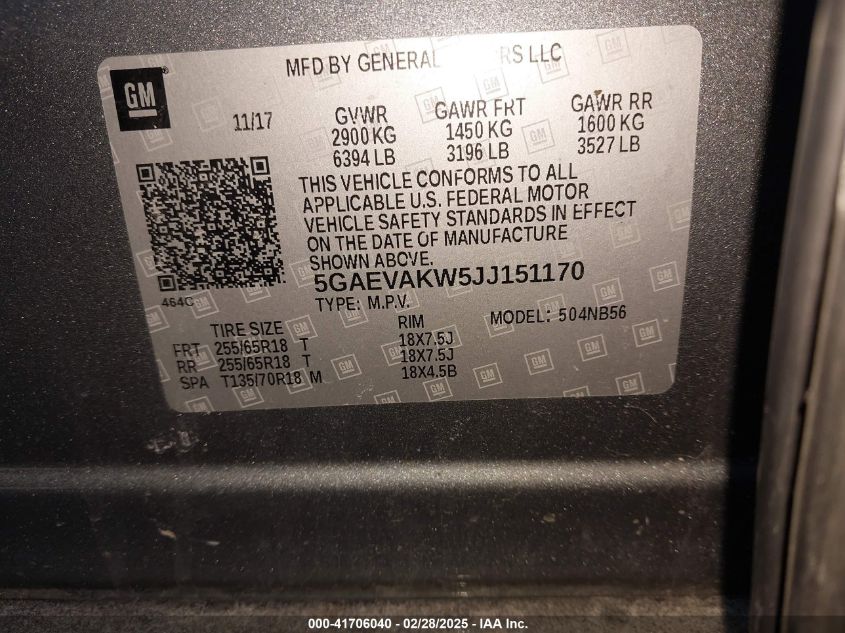 MFD BY GENERAL RS LLC
GM
11/17
GVWR GAWR FRT GAWR RR
2900 KG 1450 KG 1600 KG
6394 LB 3196 LB 3527 LB
THIS VEHICLE CONFORMS TO ALL
APPLICABLE U.S. FEDERAL MOTOR
VEHICLE SAFETY STANDARDS IN EFFECT
ON THE DATE OF MANUFACTURE
SHOWN ABOVE.
5GAEVAKW5JJ151170
464C
TYPE: M.P.V. MODEL: 504NB56
TIRE SIZE RIM
FRT 255/65R18 T 18X7.5J
RR 255/65R18 T 18X7.5J
SPA T135/70R18 M 18X4.5B
000-41706040 / 02/28/2025 - IAA Inc.